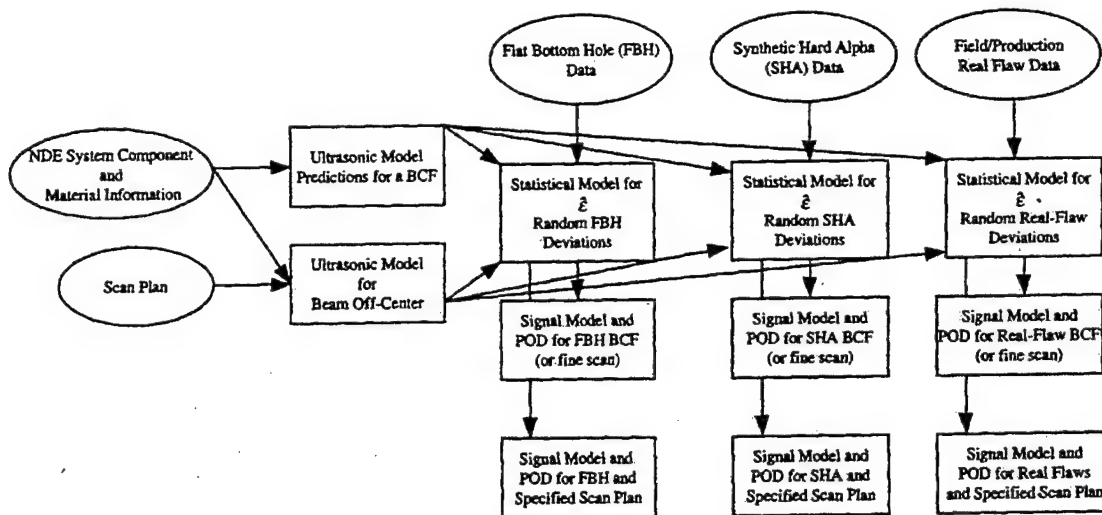 Flat Bottom Hole (FBH)
Data
Synthetic Hard Alpha
(SHA) Data
Field/Production
Real Flaw Data
NDE System Component
and
Material Information
Ultrasonic Model
Predictions for a BCF
Statistical Model for
ε̂
Random FBH
Deviations
Statistical Model for
ε̂
Random SHA
Deviations
Statistical Model for
ε̂
Random Real-Flaw
Deviations
Scan Plan
Ultrasonic Model
for
Beam Off-Center
Signal Model and
POD for FBH BCF
(or fine scan)
Signal Model and
POD for SHA BCF
(or fine scan)
Signal Model and
POD for Real-Flaw BCF
(or fine scan)
Signal Model and
POD for FBH and
Specified Scan Plan
Signal Model and
POD for SHA and
Specified Scan Plan
Signal Model and
POD for Real Flaws
and Specified Scan Plan